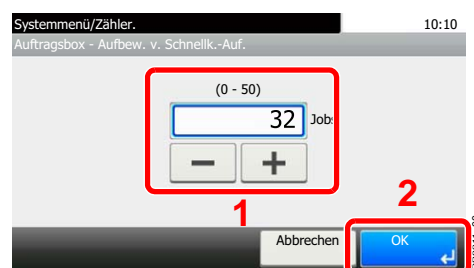 Systemmenü/Zähler. 10:10
Auftragsbox - Aufbew. v. Schnellk.-Auf.
(0 - 50)
32 Jobs
1
2
Abbrechen OK